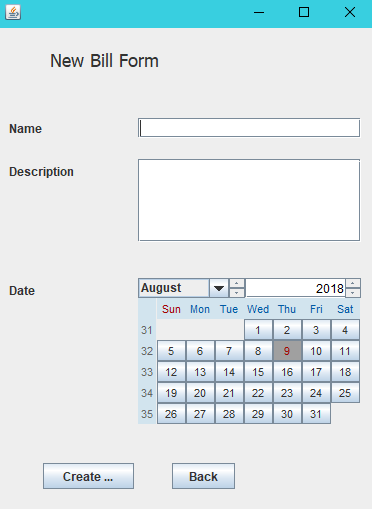 New Bill Form
Name
Description
Date
August 2018
Sun Mon Tue Wed Thu Fri Sat
31 1 2 3 4
32 5 6 7 8 9 10 11
33 12 13 14 15 16 17 18
34 19 20 21 22 23 24 25
35 26 27 28 29 30 31
Create ... Back